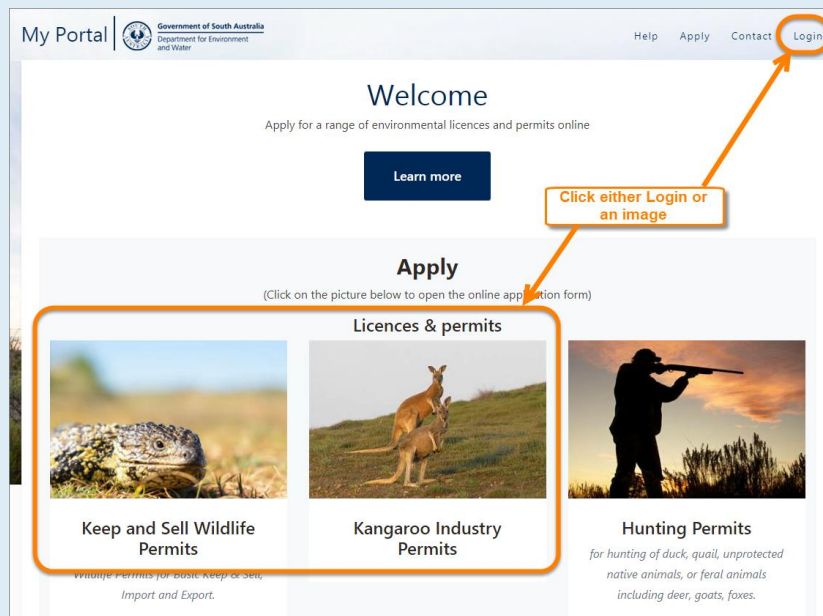 My Portal
Government of South Australia
Department for Environment
and Water
Help Apply Contact Login
Welcome
Apply for a range of environmental licences and permits online
Learn more
Click either Login or
an image
Apply
(Click on the picture below to open the online application form)
Licences & permits
Keep and Sell Wildlife
Permits
Wildlife Permits for Basic Keep & Sell,
Import and Export.
Kangaroo Industry
Permits
Hunting Permits
for hunting of duck, quail, unprotected
native animals, or feral animals
including deer, goats, foxes.